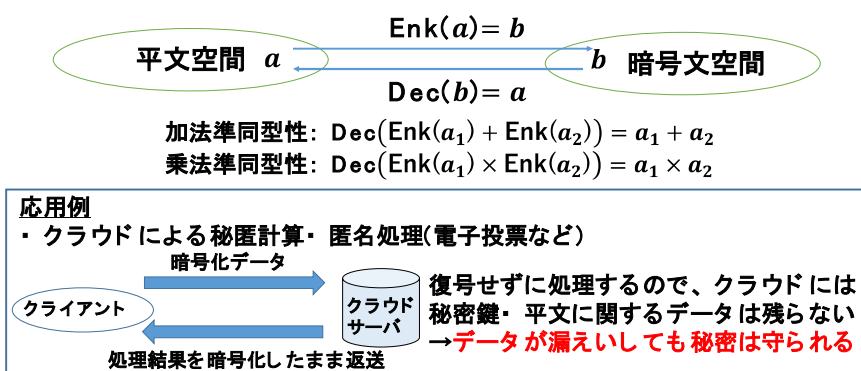 Enk(a)= b
平文空間 a
b 暗号文空間
Dec(b)= a
加法準同型性: Dec(Enk(a₁) + Enk(a₂)) = a₁ + a₂
乗法準同型性: Dec(Enk(a₁) × Enk(a₂)) = a₁ × a₂
応用例
・ クラウドによる秘匿計算・ 匿名処理(電子投票など)
暗号化データ
クライアント
クラウド
サーバ
処理結果を暗号化したまま返送
復号せずに処理するので、クラウドには
秘密鍵・ 平文に関するデータは残らない
→データが漏えいしても秘密は守られる